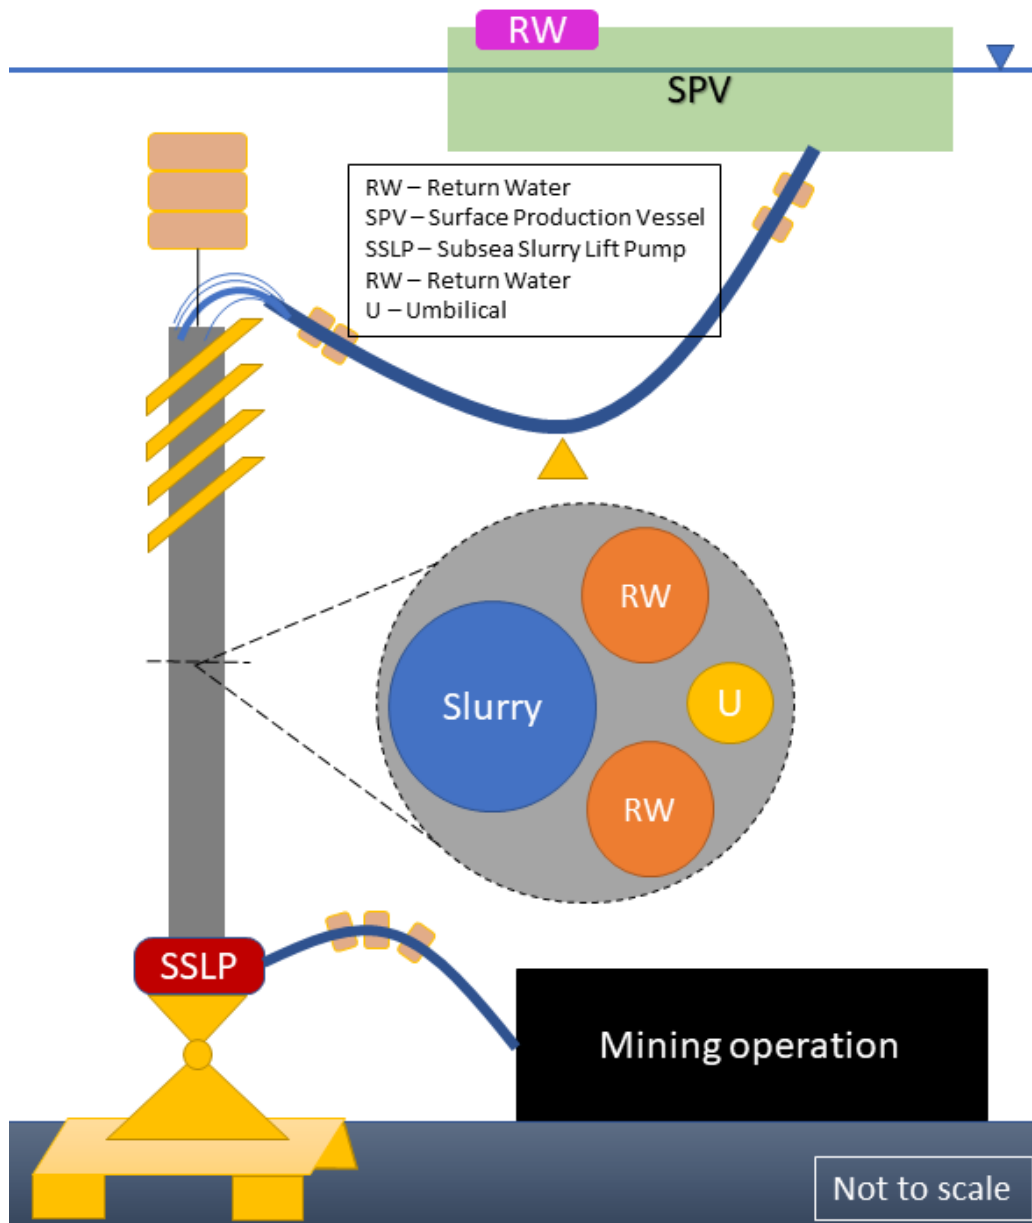 RW
SPV
RW – Return Water
SPV – Surface Production Vessel
SSLP – Subsea Slurry Lift Pump
RW – Return Water
U – Umbilical
RW
Slurry
U
RW
SSLP
Mining operation
Not to scale